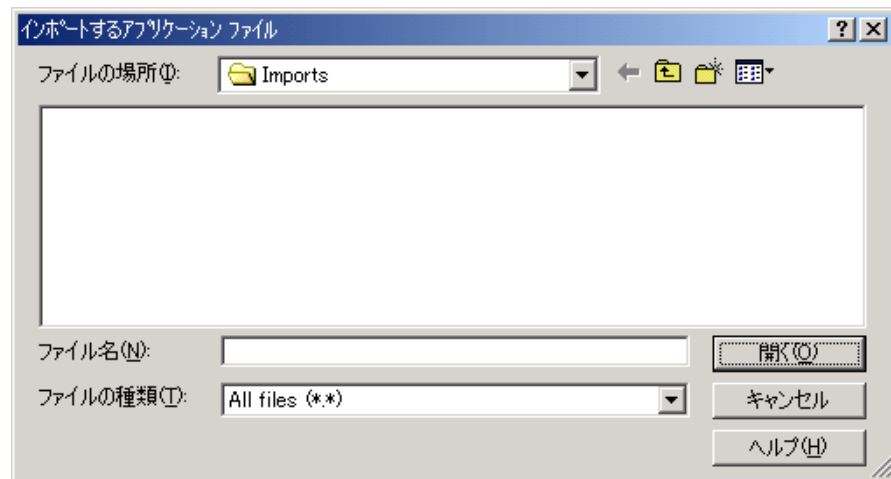 インポートするアプリケーション ファイル
ファイルの場所(I):
Imports
ファイル名(N):
開く(O)
ファイルの種類(T):
All files (*.*)
キャンセル
ヘルプ(H)